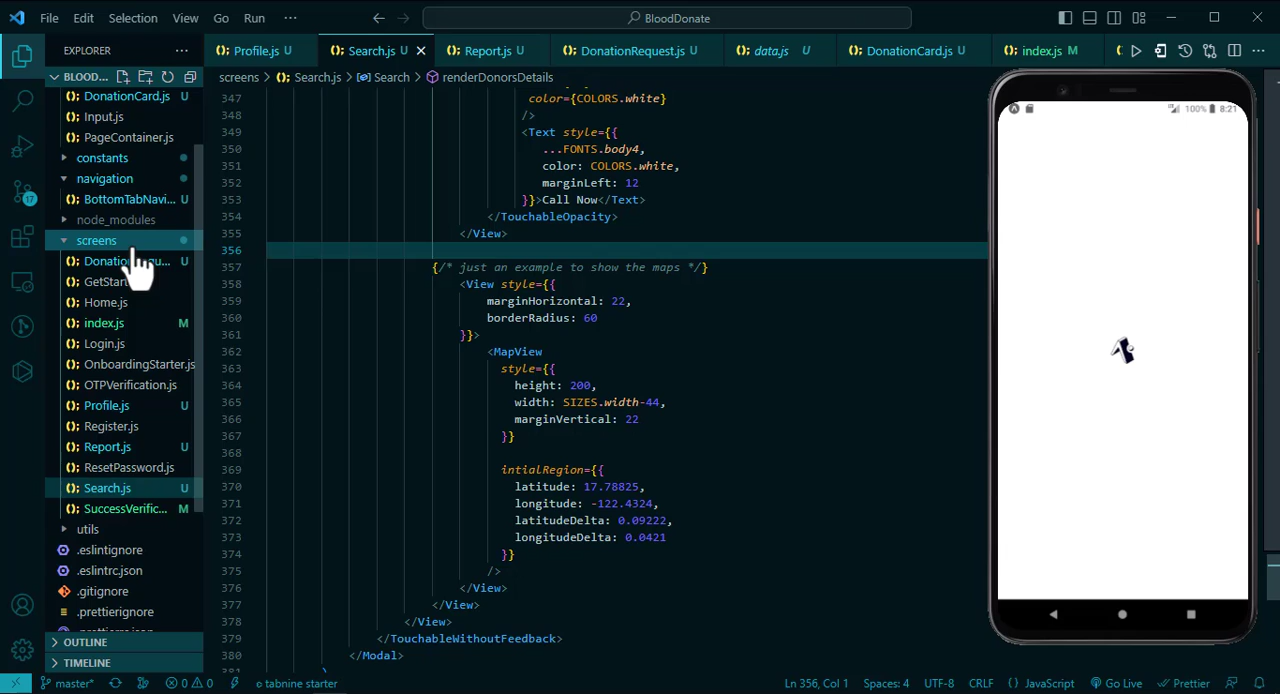 File Edit Selection View Go Run ··· BloodDonate
EXPLORER ···
Profile.js U
Search.js U
Report.js U
DonationRequest.js U
data.js U
DonationCard.js U
index.js M
BLOOD...
screens > Search.js > Search > renderDonorsDetails
DonationCard.js U
Input.js
PageContainer.js
constants
navigation
BottomTabNavi... U
node_modules
screens
U
Home.js
index.js M
Login.js
OnboardingStarter.js
OTPVerification.js
Profile.js U
Register.js
Report.js U
ResetPassword.js
Search.js U
SuccessVerific... M
utils
.eslintignore
.eslintrc.json
.gitignore
.prettierignore
OUTLINE
TIMELINE
17
347 color={COLORS.white}
348 />
349 <Text style={{
350 ...FONTS.body4,
351 color: COLORS.white,
352 marginLeft: 12
353 }}>Call Now</Text>
354 </TouchableOpacity>
355 </View>
356
357 {/* just an example to show the maps */}
358 <View style={{
359 marginHorizontal: 22,
360 borderRadius: 60
361 }}>
362 <MapView
363 style={{
364 height: 200,
365 width: SIZES.width-44,
366 marginVertical: 22
367 }}
368
369 intialRegion={{
370 latitude: 17.78825,
371 longitude: -122.4324,
372 latitudeDelta: 0.09222,
373 longitudeDelta: 0.0421
374 }}
375 />
376 </View>
377 </View>
378 </View>
379 </TouchableWithoutFeedback>
380 </Modal>
381 )
100% 8:21
master* 0 0 tabnine starter Ln 356, Col 1 Spaces: 4 UTF-8 CRLF {} JavaScript Go Live Prettier